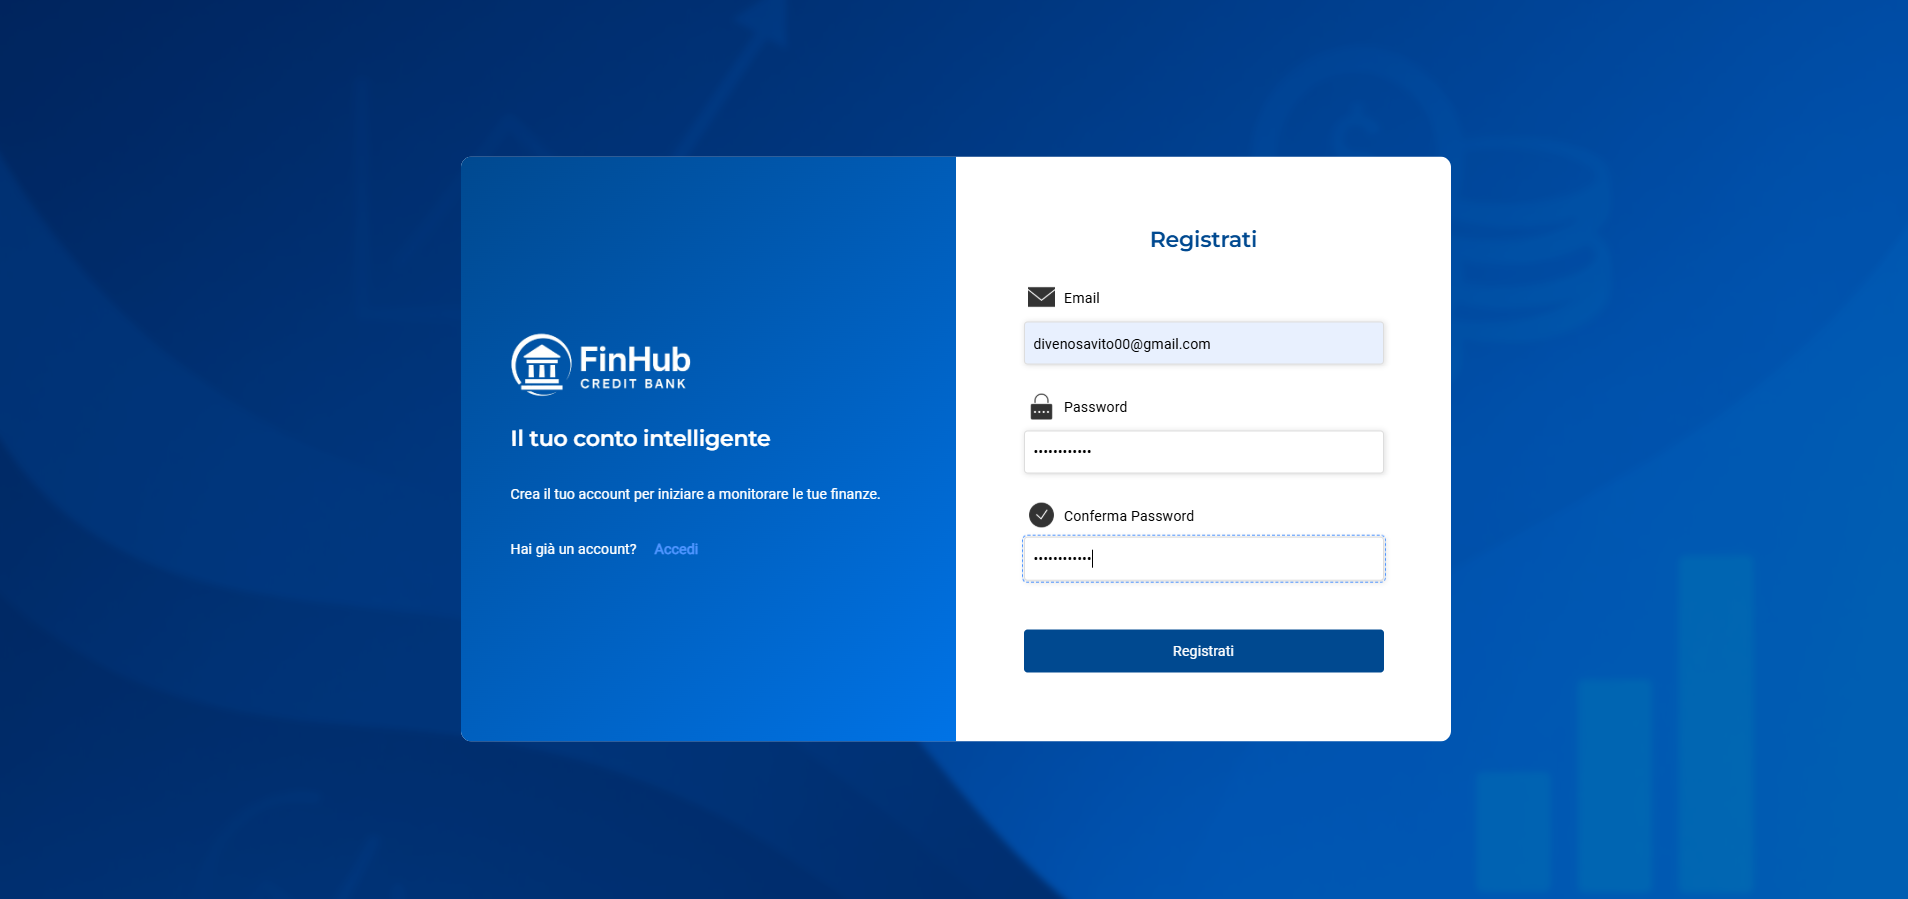 FinHub
CREDIT BANK
Il tuo conto intelligente
Crea il tuo account per iniziare a monitorare le tue finanze.
Hai già un account? Accedi
Registrati
Email
divenosavito00@gmail.com
Password
••••••••••••
Conferma Password
••••••••••••
Registrati